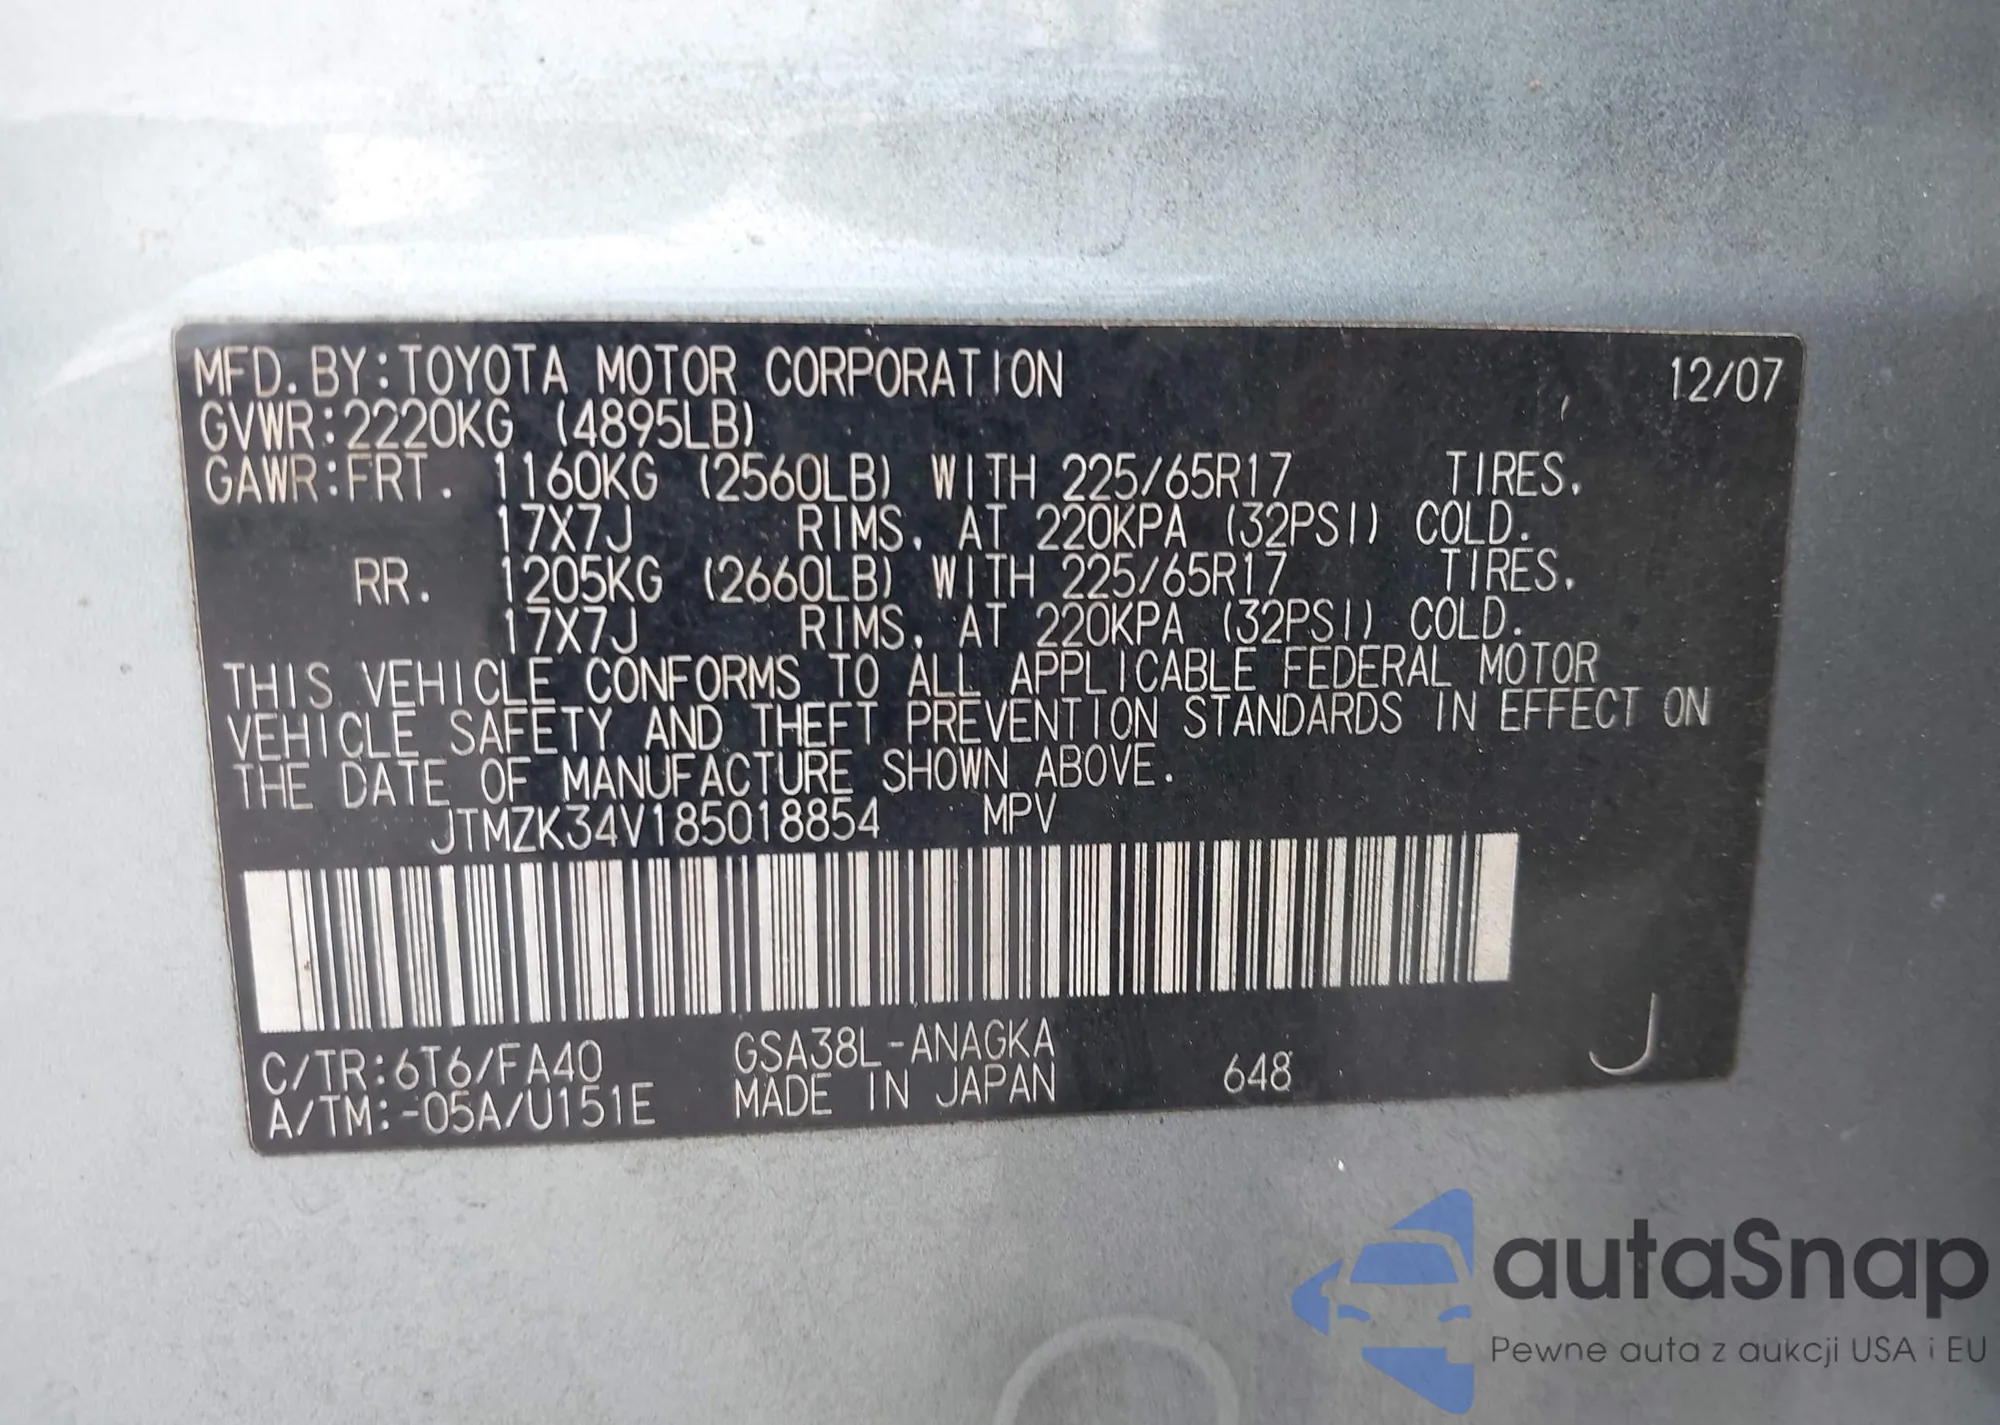 MFD. BY: TOYOTA MOTOR CORPORATION 12/07
GVWR: 2220KG (4895LB)
GAWR: FRT. 1160KG (2560LB) WITH 225/65R17 TIRES,
17X7J RIMS, AT 220KPA (32PSI) COLD.
RR. 1205KG (2660LB) WITH 225/65R17 TIRES,
17X7J RIMS, AT 220KPA (32PSI) COLD.
THIS VEHICLE CONFORMS TO ALL APPLICABLE FEDERAL MOTOR
VEHICLE SAFETY AND THEFT PREVENTION STANDARDS IN EFFECT ON
THE DATE OF MANUFACTURE SHOWN ABOVE.
JTMZK34V185018854 MPV
C/TR: 6T6/FA40 GSA38L-ANAGKA
A/TM: -05A/U151E MADE IN JAPAN 648 J
autaSnap
Pewne auta z aukcji USA i EU